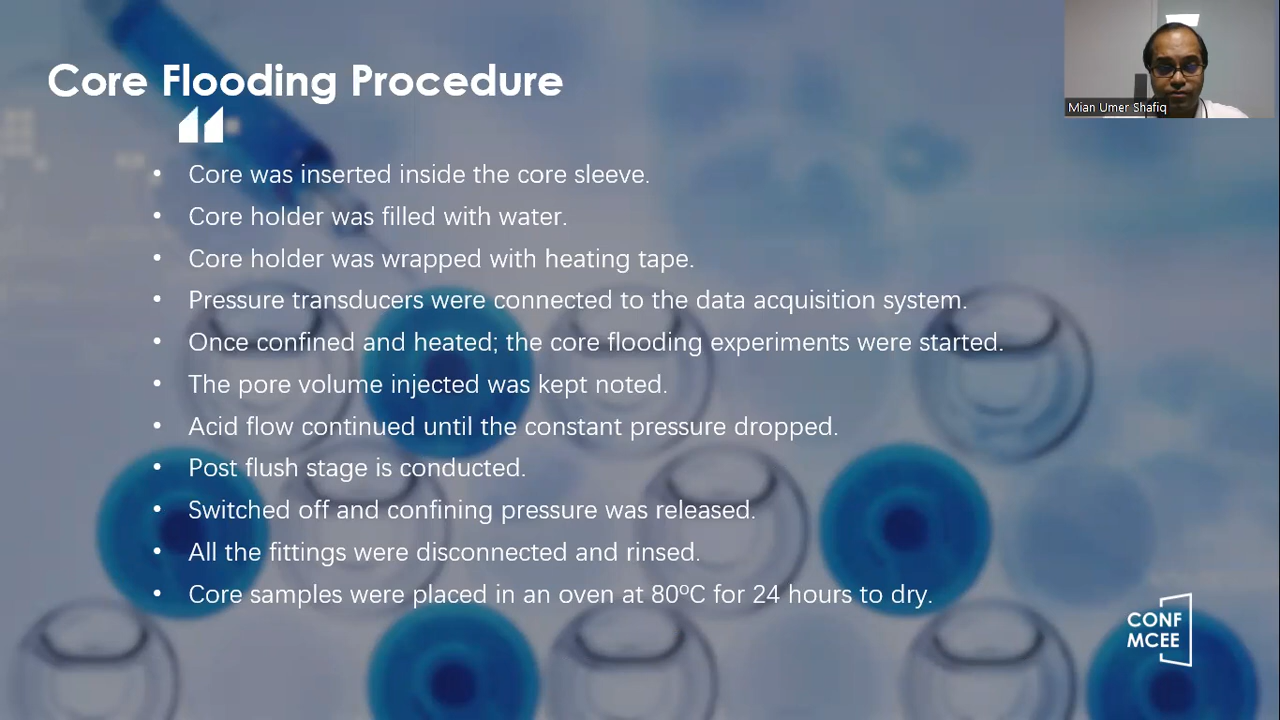 Core Flooding Procedure
Mian Umer Shafiq
• Core was inserted inside the core sleeve.
• Core holder was filled with water.
• Core holder was wrapped with heating tape.
• Pressure transducers were connected to the data acquisition system.
• Once confined and heated; the core flooding experiments were started.
• The pore volume injected was kept noted.
• Acid flow continued until the constant pressure dropped.
• Post flush stage is conducted.
• Switched off and confining pressure was released.
• All the fittings were disconnected and rinsed.
• Core samples were placed in an oven at 80ºC for 24 hours to dry.
CONF
MCEE